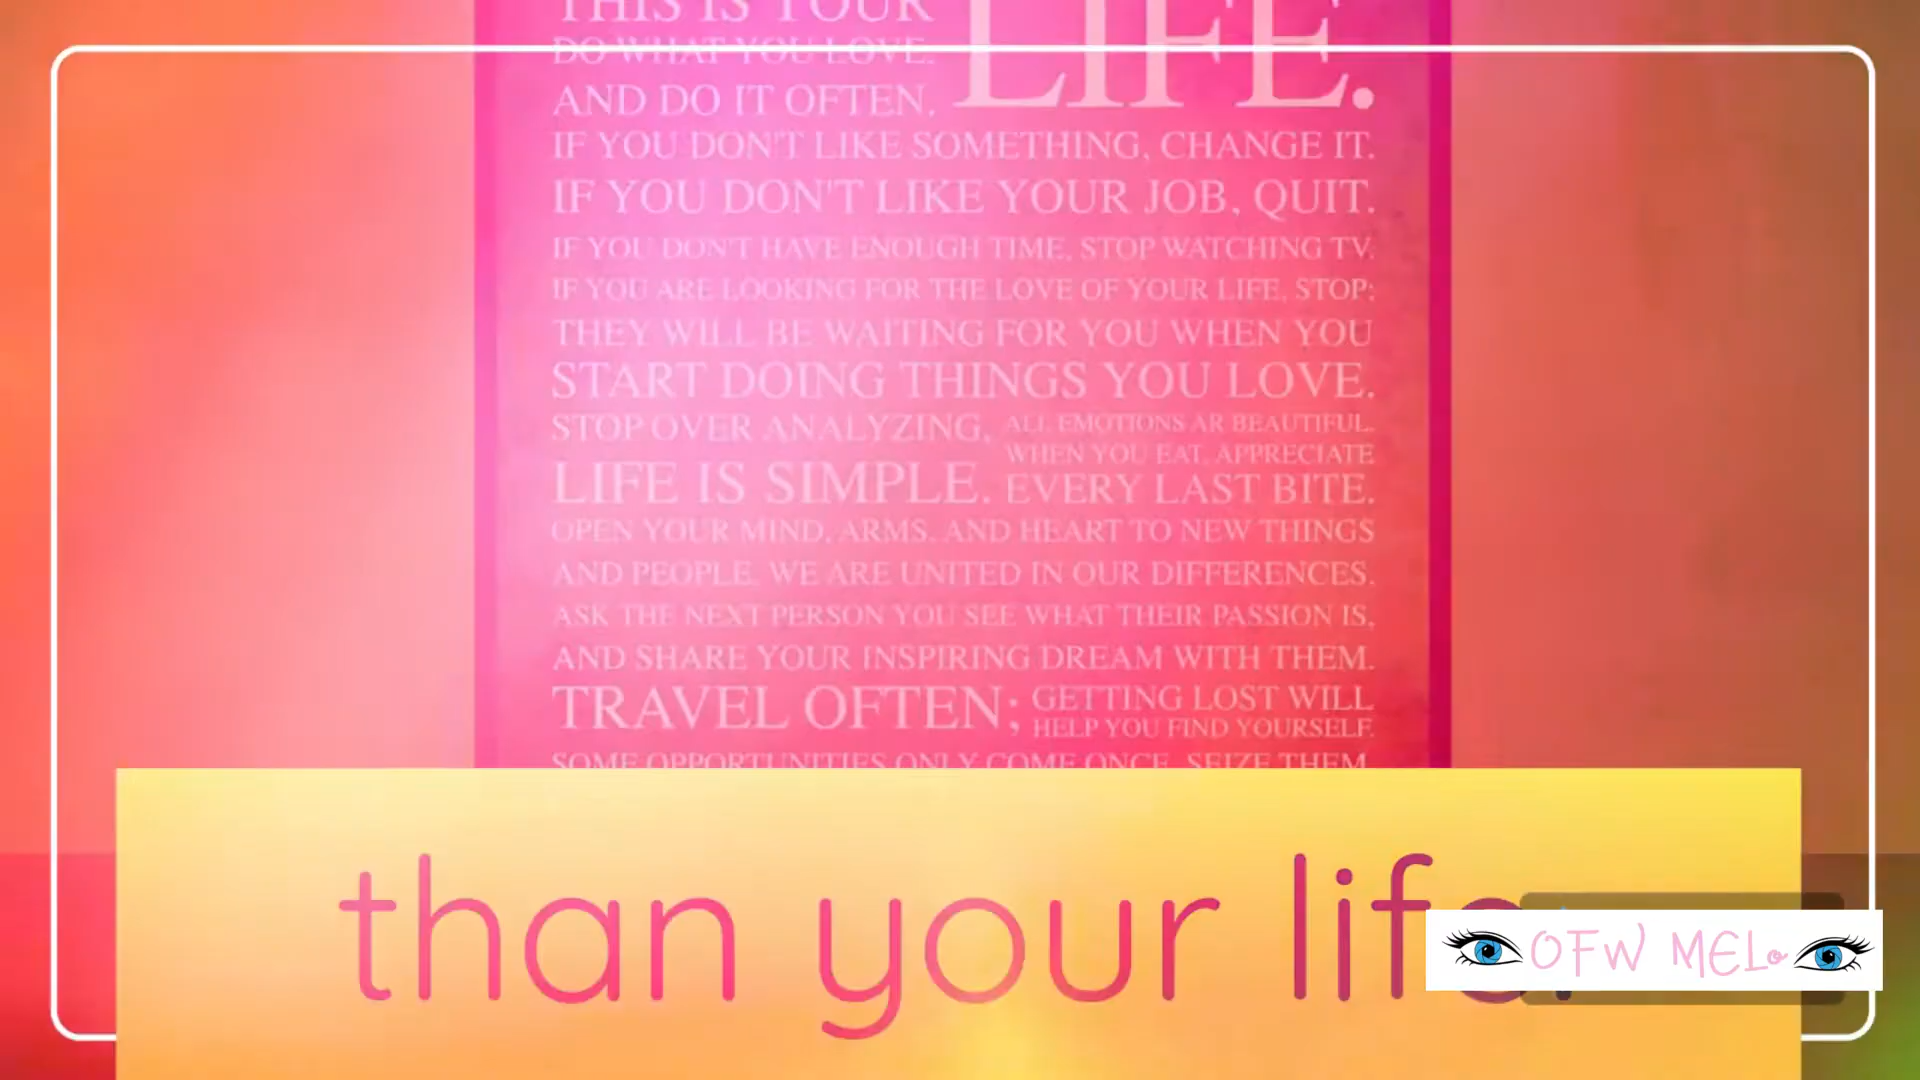 THIS IS YOUR
LIFE.
DO WHAT YOU LOVE.
AND DO IT OFTEN.
IF YOU DON'T LIKE SOMETHING, CHANGE IT.
IF YOU DON'T LIKE YOUR JOB, QUIT.
IF YOU DON'T HAVE ENOUGH TIME, STOP WATCHING TV.
IF YOU ARE LOOKING FOR THE LOVE OF YOUR LIFE, STOP;
THEY WILL BE WAITING FOR YOU WHEN YOU
START DOING THINGS YOU LOVE.
STOP OVER ANALYZING,
LIFE IS SIMPLE.
ALL EMOTIONS AR BEAUTIFUL.
WHEN YOU EAT, APPRECIATE
EVERY LAST BITE.
OPEN YOUR MIND, ARMS, AND HEART TO NEW THINGS
AND PEOPLE, WE ARE UNITED IN OUR DIFFERENCES.
ASK THE NEXT PERSON YOU SEE WHAT THEIR PASSION IS,
AND SHARE YOUR INSPIRING DREAM WITH THEM.
TRAVEL OFTEN;
GETTING LOST WILL
HELP YOU FIND YOURSELF.
SOME OPPORTUNITIES ONLY COME ONCE, SEIZE THEM.
than your life
OFW MELo